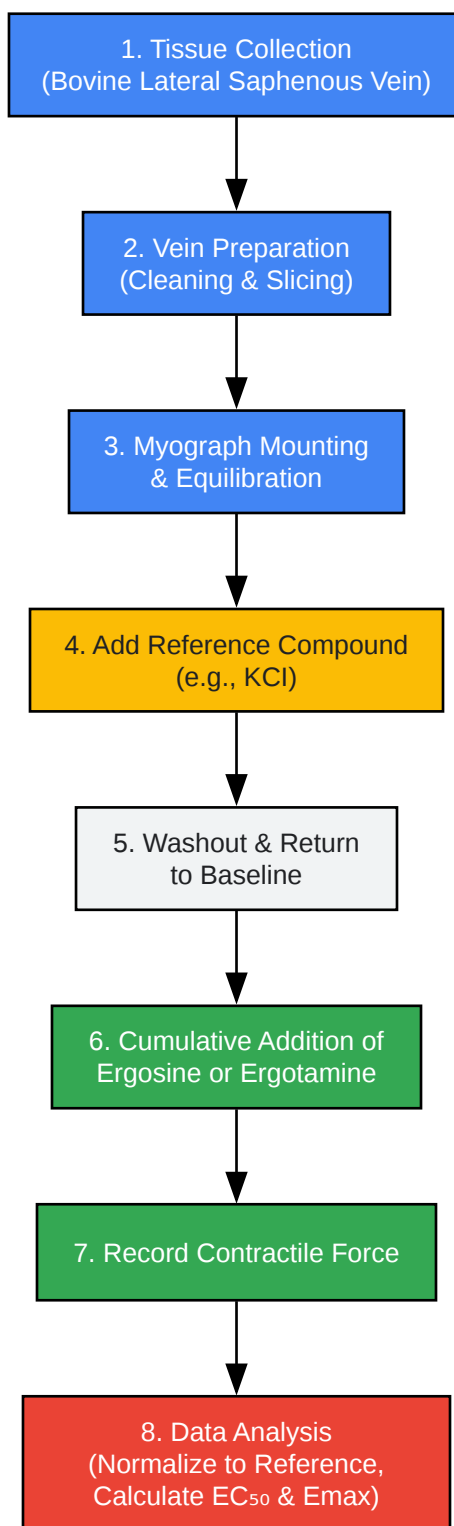 1. Tissue Collection
(Bovine Lateral Saphenous Vein)
2. Vein Preparation
(Cleaning & Slicing)
3. Myograph Mounting
& Equilibration
4. Add Reference Compound
(e.g., KCl)
5. Washout & Return
to Baseline
6. Cumulative Addition of
Ergosine or Ergotamine
7. Record Contractile Force
8. Data Analysis
(Normalize to Reference,
Calculate EC₅₀ & Emax)